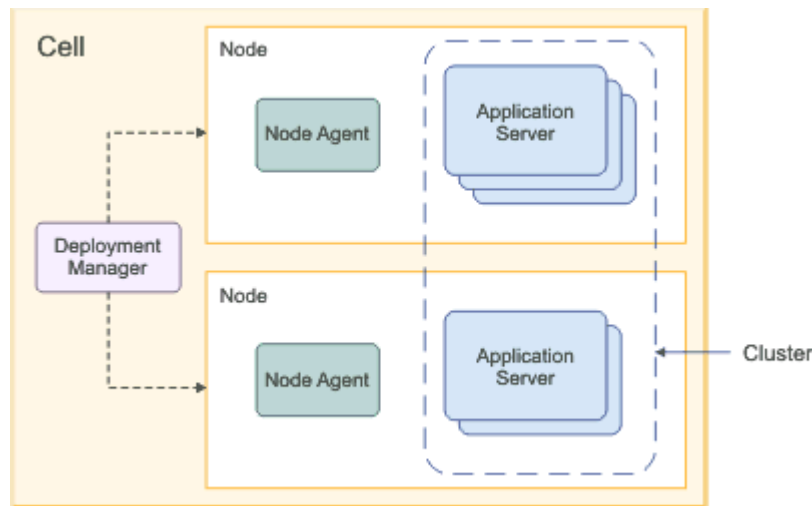 Cell
Node
Node Agent
Application
Server
Deployment
Manager
Node
Node Agent
Application
Server
Cluster